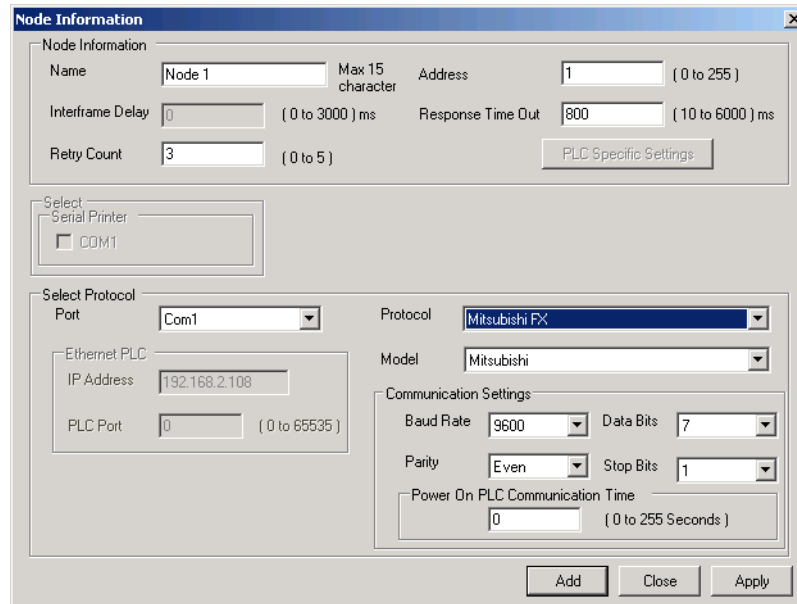 Node Information
Node Information
Name Node 1 Max 15 character Address 1 ( 0 to 255 )
Interframe Delay 0 ( 0 to 3000 ) ms Response Time Out 800 ( 10 to 6000 ) ms
Retry Count 3 ( 0 to 5 ) PLC Specific Settings
Select
Serial Printer
COM1
Select Protocol
Port Com1 Protocol Mitsubishi FX
Ethernet PLC
IP Address 192.168.2.108
PLC Port 0 ( 0 to 65535 )
Model Mitsubishi
Communication Settings
Baud Rate 9600 Data Bits 7
Parity Even Stop Bits 1
Power On PLC Communication Time
0 ( 0 to 255 Seconds )
Add Close Apply